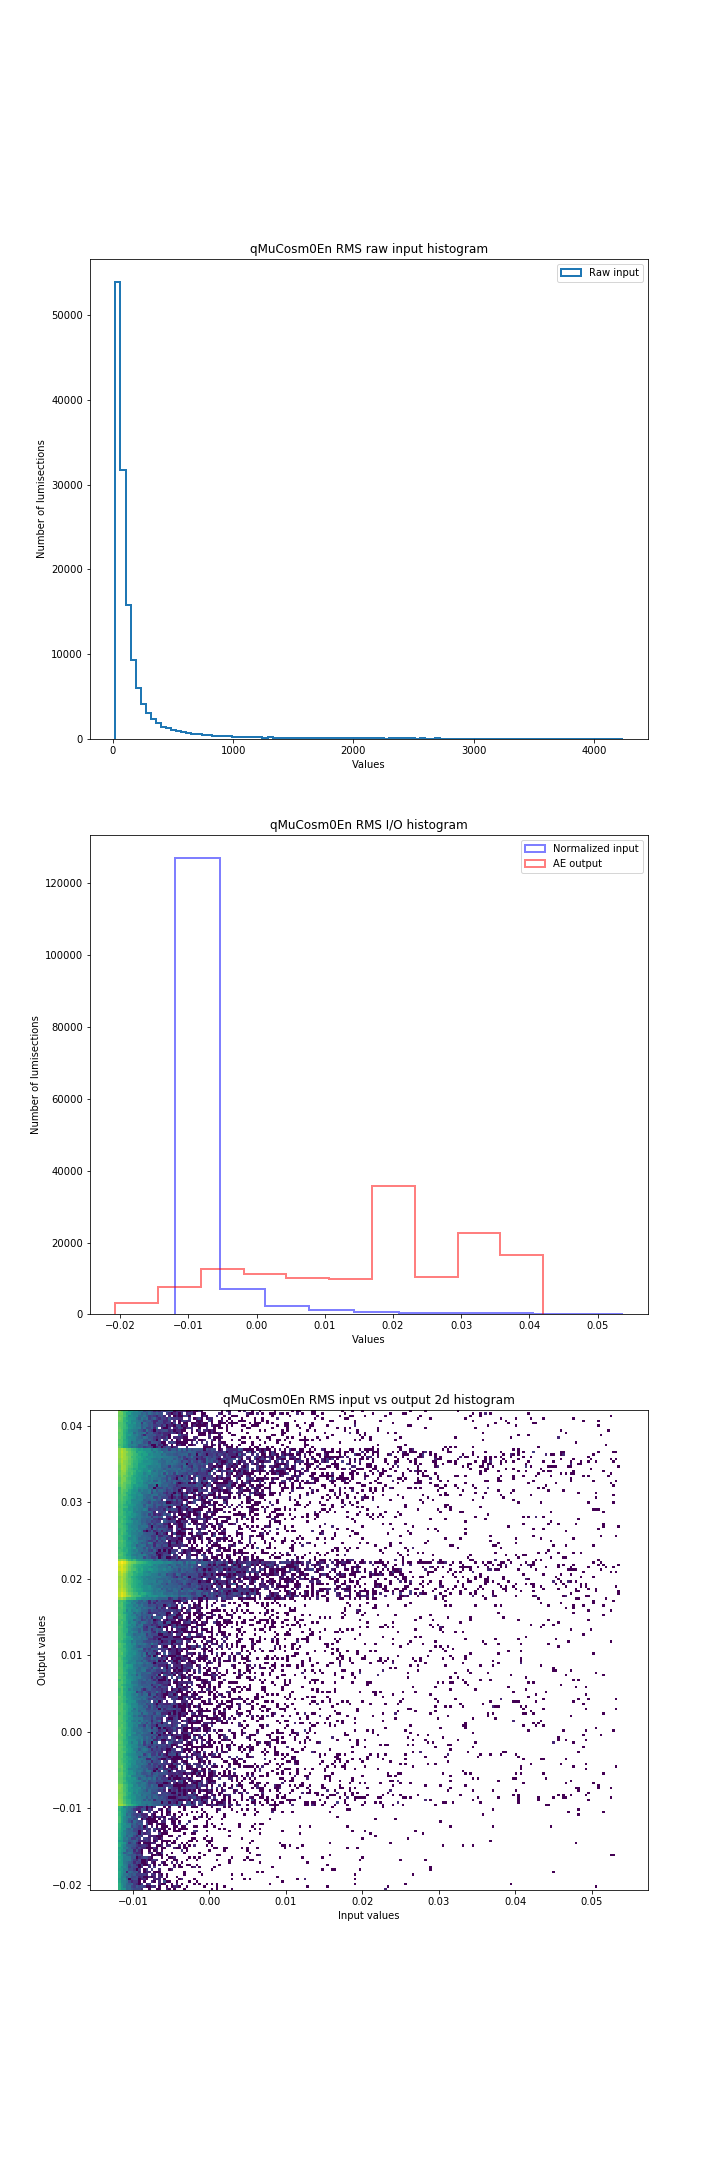 qMuCosm0En RMS raw input histogram
Raw input
50000
40000
30000
20000
10000
0
Number of lumisections
0 1000 2000 3000 4000
Values
qMuCosm0En RMS I/O histogram
Normalized input
AE output
120000
100000
80000
60000
40000
20000
0
Number of lumisections
−0.02 −0.01 0.00 0.01 0.02 0.03 0.04 0.05
Values
qMuCosm0En RMS input vs output 2d histogram
0.04
0.03
0.02
0.01
0.00
−0.01
−0.02
Output values
−0.01 0.00 0.01 0.02 0.03 0.04 0.05
Input values